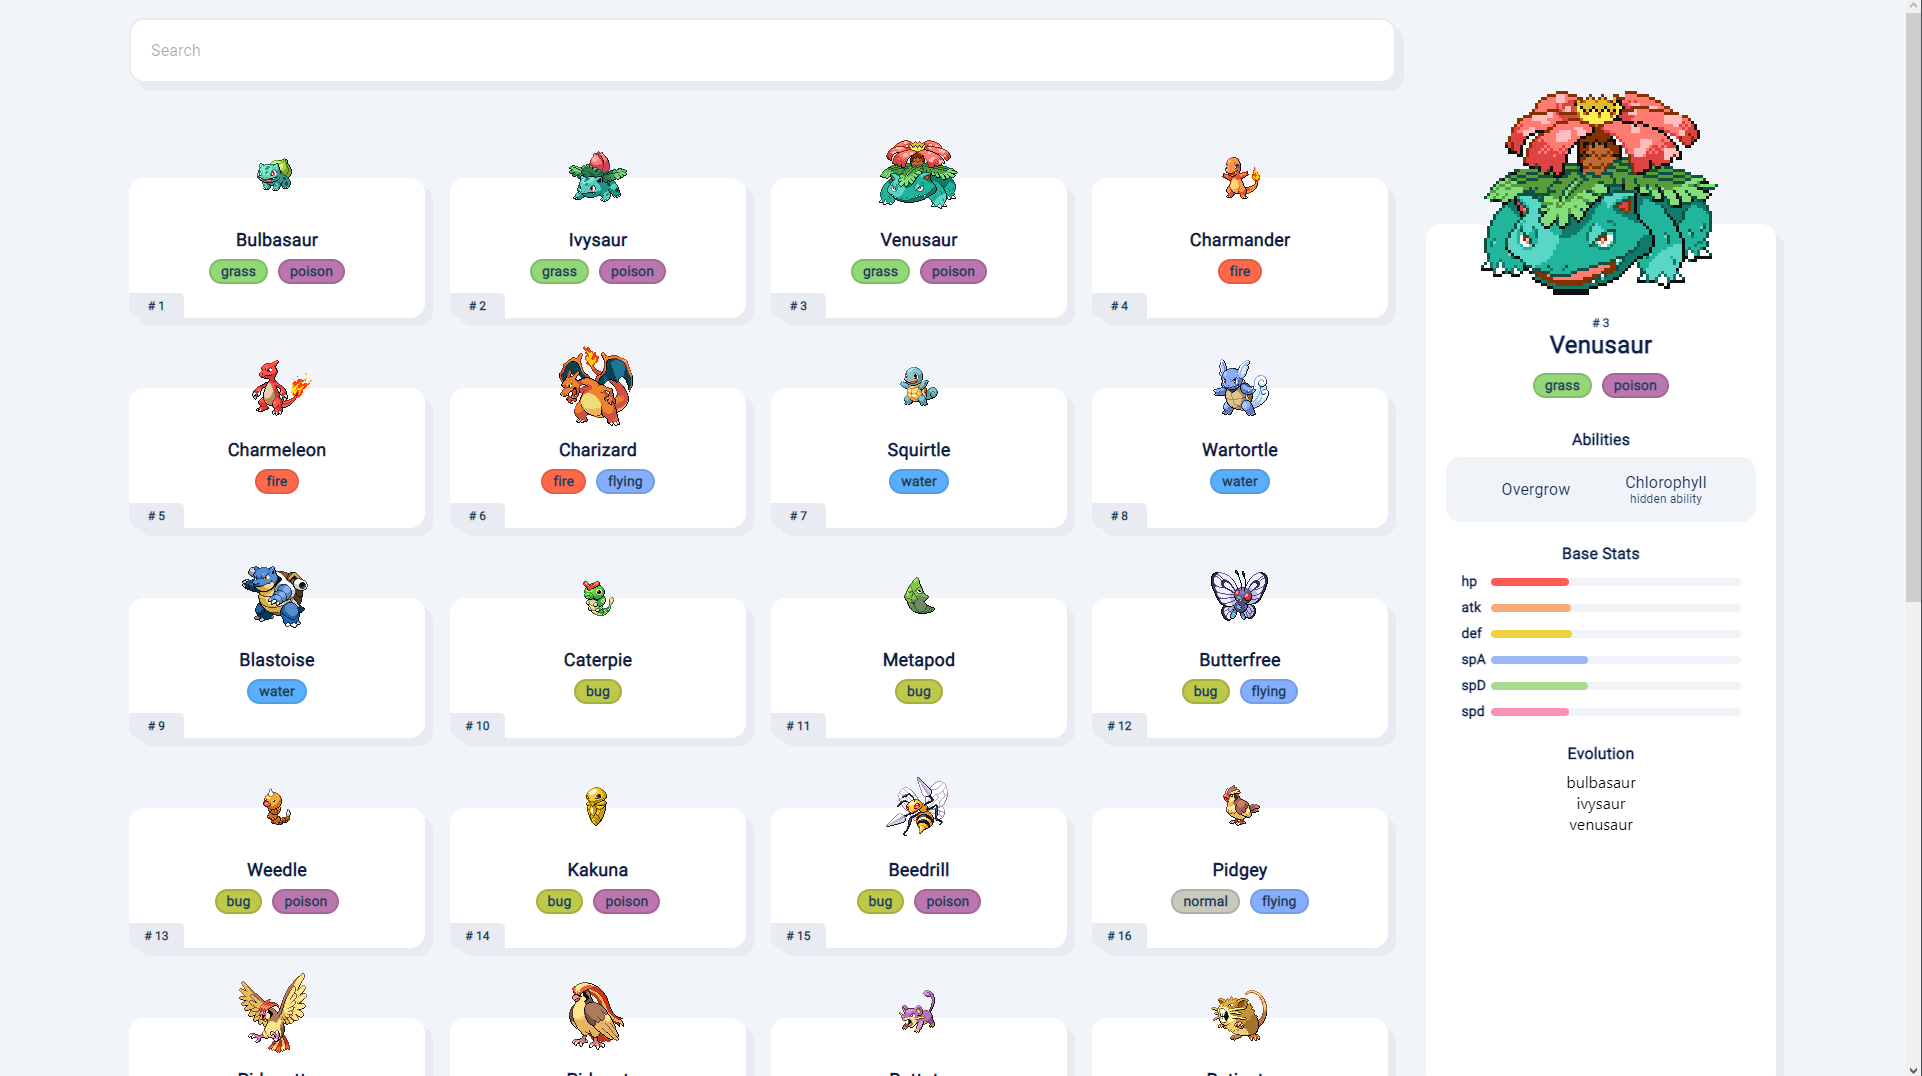 Search
Bulbasaur
grass poison
# 1
Ivysaur
grass poison
# 2
Venusaur
grass poison
# 3
Charmander
fire
# 4
Charmeleon
fire
# 5
Charizard
fire flying
# 6
Squirtle
water
# 7
Wartortle
water
# 8
Blastoise
water
# 9
Caterpie
bug
# 10
Metapod
bug
# 11
Butterfree
bug flying
# 12
Weedle
bug poison
# 13
Kakuna
bug poison
# 14
Beedrill
bug poison
# 15
Pidgey
normal flying
# 16
# 3
Venusaur
grass poison
Abilities
Overgrow
Chlorophyll
hidden ability
Base Stats
hp
atk
def
spA
spD
spd
Evolution
bulbasaur
ivysaur
venusaur